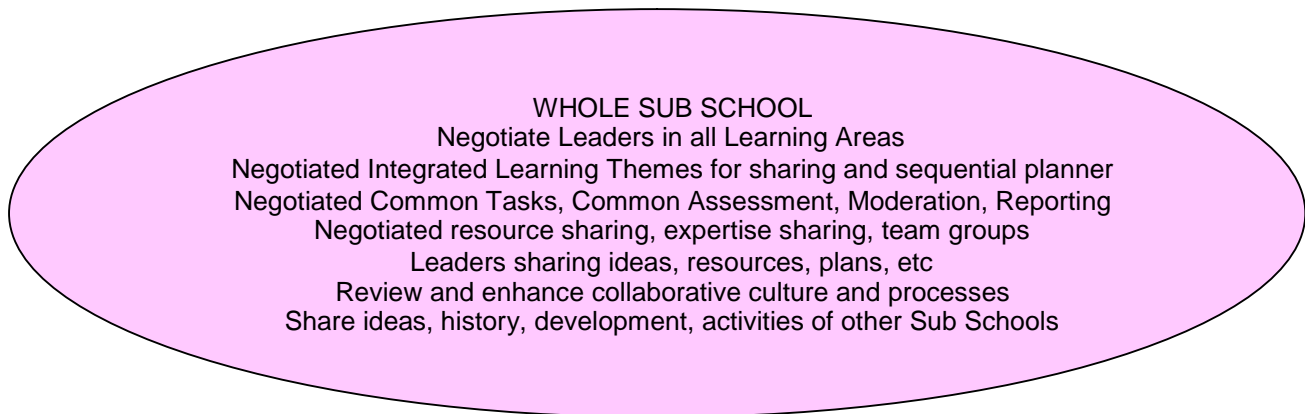 WHOLE SUB SCHOOL
Negotiate Leaders in all Learning Areas
Negotiated Integrated Learning Themes for sharing and sequential planner
Negotiated Common Tasks, Common Assessment, Moderation, Reporting
Negotiated resource sharing, expertise sharing, team groups
Leaders sharing ideas, resources, plans, etc
Review and enhance collaborative culture and processes
Share ideas, history, development, activities of other Sub Schools